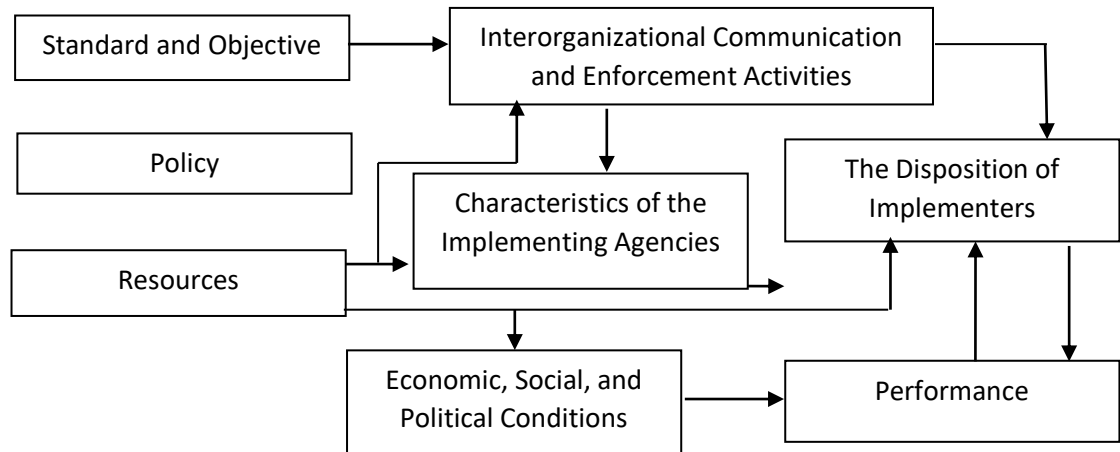 Standard and Objective
Interorganizational Communication
and Enforcement Activities
Policy
The Disposition of
Implementers
Characteristics of the
Implementing Agencies
Resources
Economic, Social, and
Political Conditions
Performance